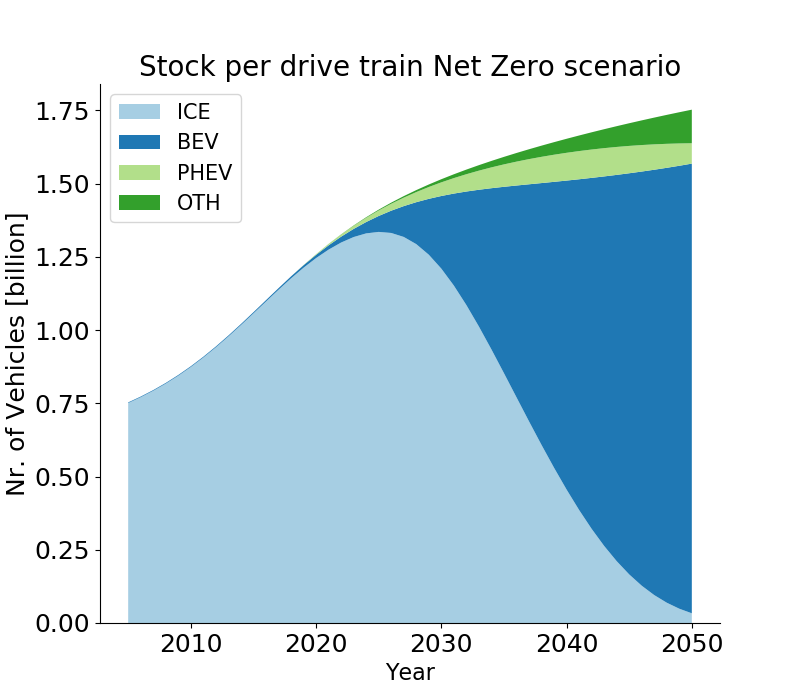 Stock per drive train Net Zero scenario
ICE
BEV
PHEV
OTH
Nr. of Vehicles [billion]
1.75
1.50
1.25
1.00
0.75
0.50
0.25
0.00
2010 2020 2030 2040 2050
Year